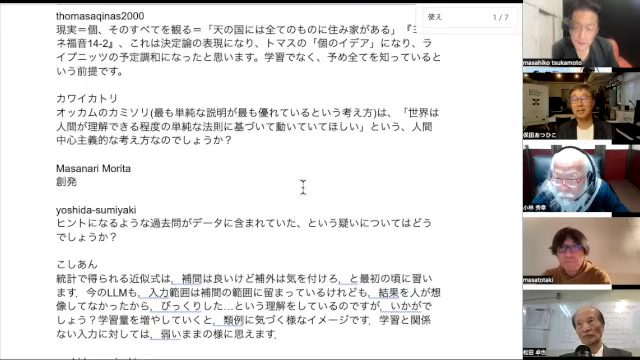 thomasaqinas2000
現実＝個、そのすべてを観る＝「天の国には全てのものに住み家がある」『ヨ
ネ福音14-2』、これは決定論の表現になり、トマスの「個のイデア」になり、ラ
イプニッツの予定調和になったと思います。学習でなく、予め全てを知っていると
いう前提です。
カワイカトリ
オッカムのカミソリ(最も単純な説明が最も優れているという考え方)は、「世界は
人間が理解できる程度の単純な法則に基づいて動いていてほしい」という、人間
中心主義的な考え方なのでしょうか？
Masanari Morita
創発
yoshida-sumiyaki
ヒントになるような過去問がデータに含まれていた、という疑いについてはどう
でしょうか？
こしあん
統計で得られる近似式は、補間は良いけど補外は気を付けろ、と最初の頃に習い
ます．今のLLMも、入力範囲は補間の範囲に留まっているけれども、結果を人が想
像してなかったから、びっくりした…という理解をしているのですが、いかがで
しょう？学習量を増やしていくと、類例に気づく様なイメージです．学習と関係
ない入力に対しては、弱いままの様に思えます．
使え
1 / 7
masahiko tsukamoto
保田あつひこ
小林 秀章
masatotaki
松田 卓也